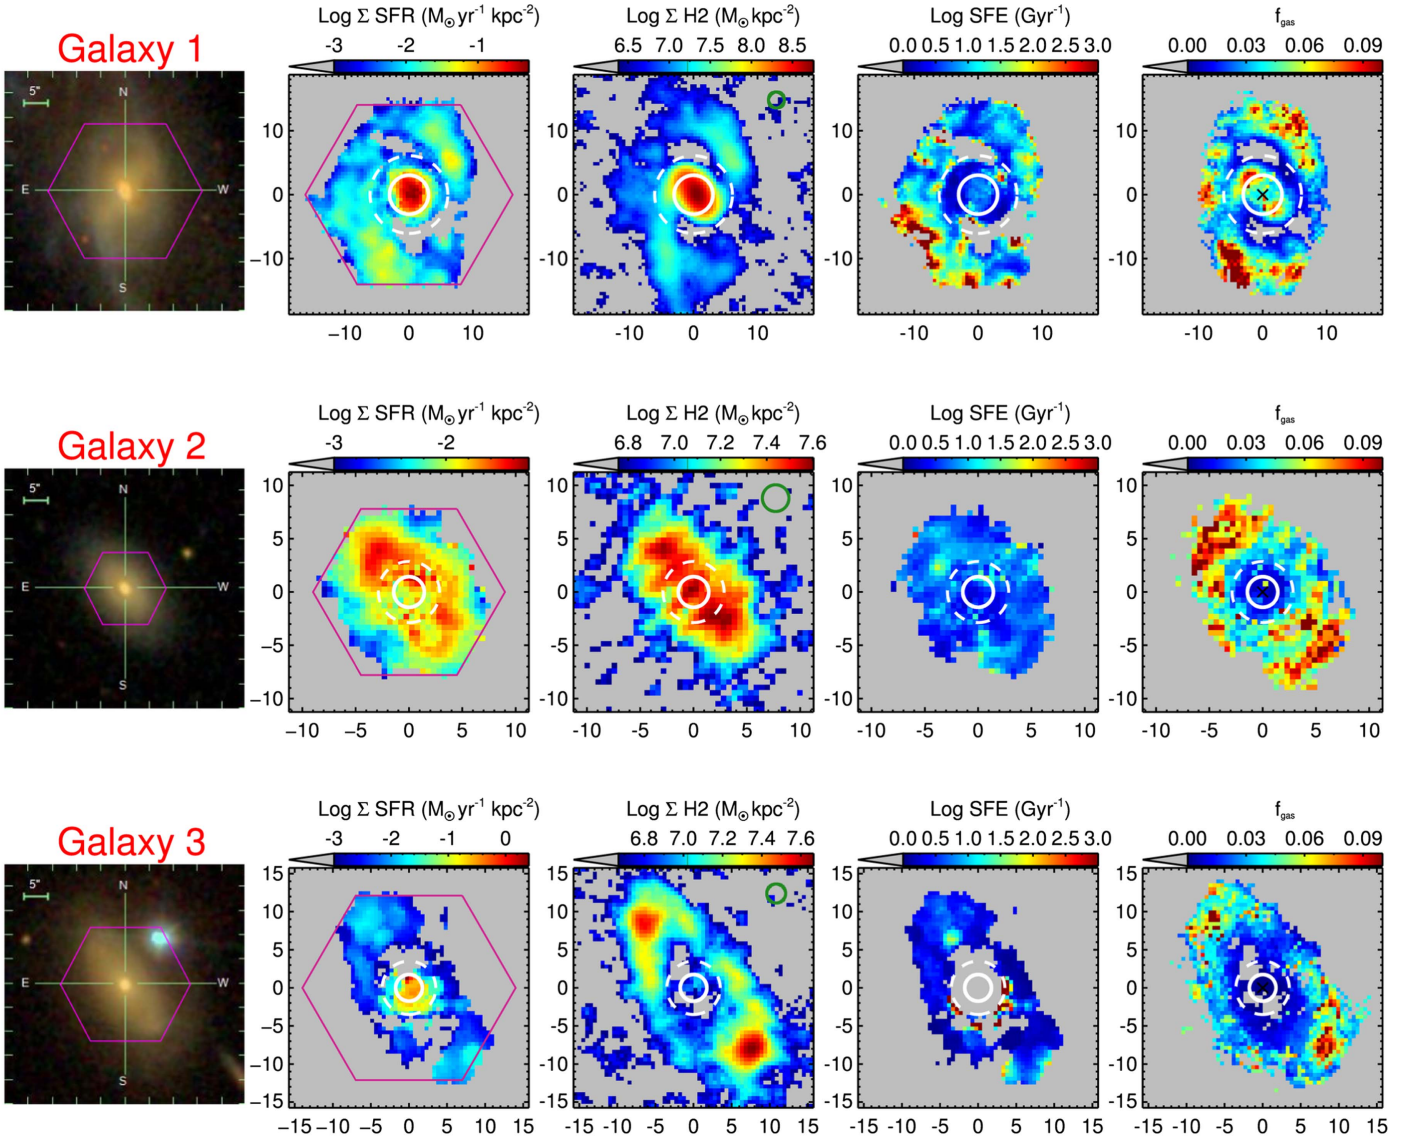 Log Σ SFR (M⊙ yr⁻¹ kpc⁻²) Log Σ H2 (M⊙ kpc⁻²) Log SFE (Gyr⁻¹) f_gas
Galaxy 1
-3 -2 -1 6.5 7.0 7.5 8.0 8.5 0.0 0.5 1.0 1.5 2.0 2.5 3.0 0.00 0.03 0.06 0.09
5" N
10 10 10 10
E W 0 0 0 0
−10 -10 -10 -10
S
−10 0 10 -10 0 10 -10 0 10 -10 0 10
Log Σ SFR (M⊙ yr⁻¹ kpc⁻²) Log Σ H2 (M⊙ kpc⁻²) Log SFE (Gyr⁻¹) f_gas
Galaxy 2
-3 -2 6.8 7.0 7.2 7.4 7.6 0.0 0.5 1.0 1.5 2.0 2.5 3.0 0.00 0.03 0.06 0.09
5" N
10 10 10 10
5 5 5 5
E W 0 0 0 0
−5 -5 -5 -5
S
−10 -10 -10 -10
−10 −5 0 5 10 -10 -5 0 5 10 -10 -5 0 5 10 -10 -5 0 5 10
Log Σ SFR (M⊙ yr⁻¹ kpc⁻²) Log Σ H2 (M⊙ kpc⁻²) Log SFE (Gyr⁻¹) f_gas
Galaxy 3
-3 -2 -1 0 6.8 7.0 7.2 7.4 7.6 0.0 0.5 1.0 1.5 2.0 2.5 3.0 0.00 0.03 0.06 0.09
5" N
15 15 15 15
10 10 10 10
5 5 5 5
E W 0 0 0 0
−5 -5 -5 -5
−10 -10 -10 -10
S
−15 -15 -15 -15
−15 −10 −5 0 5 10 15 -15 -10 -5 0 5 10 15 -15 -10 -5 0 5 10 15 -15 -10 -5 0 5 10 15